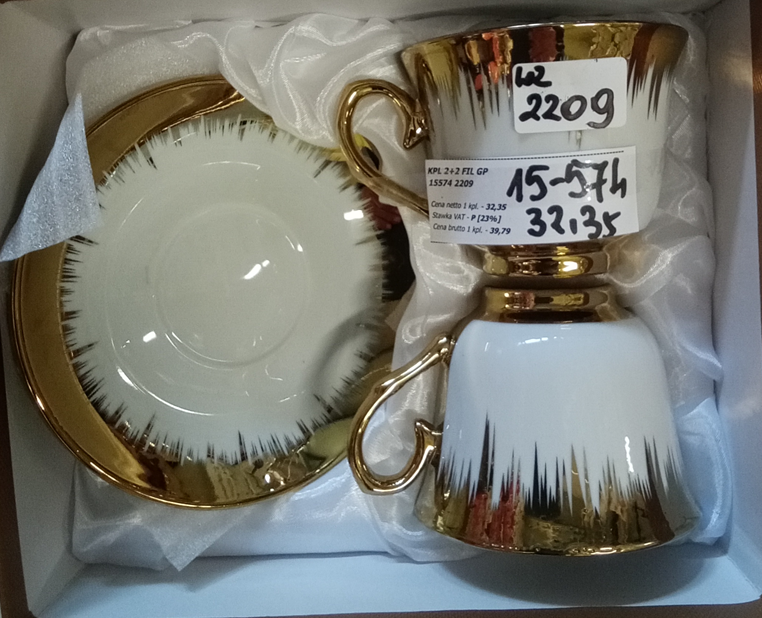 W2
2209
KPL 2+2 FIL GP
15574 2209
15-574
Cena netto 1 kpl. - 32,35
Stawka VAT - P [23%]
Cena brutto 1 kpl. - 39,79
32,35